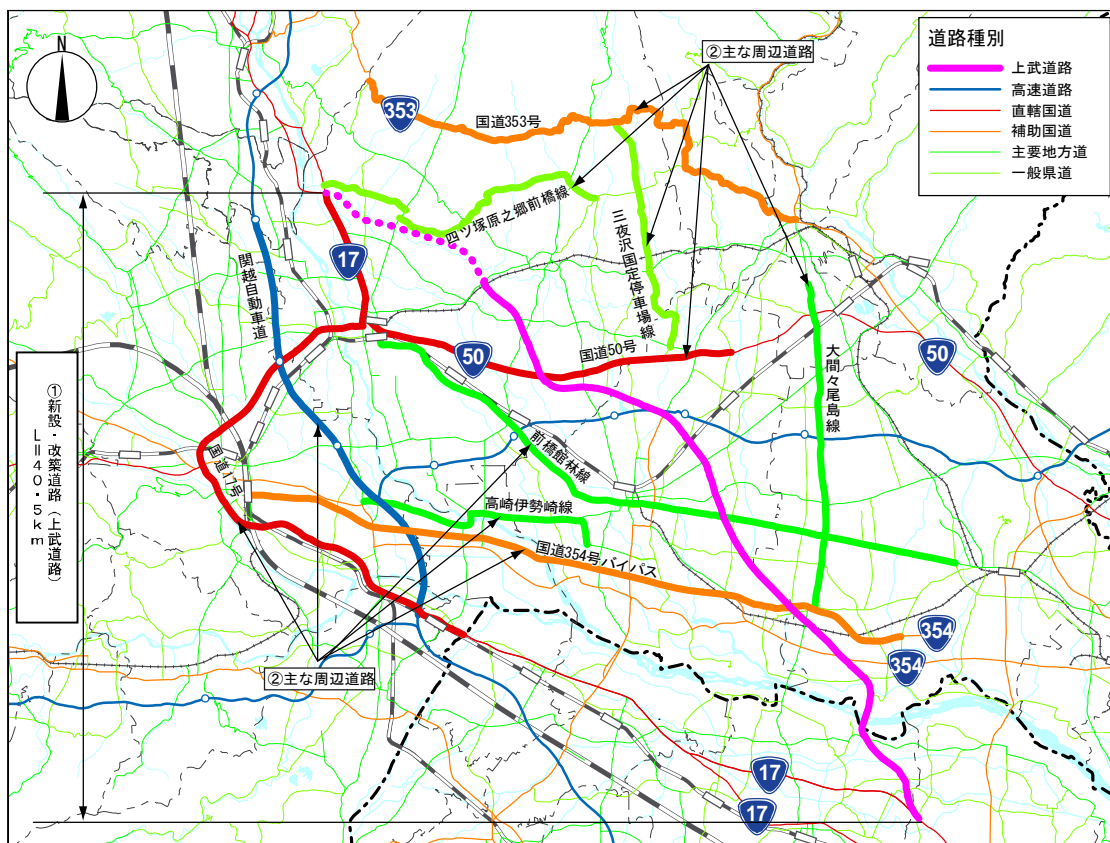 N
道路種別
上武道路
高速道路
直轄国道
補助国道
主要地方道
一般県道
②主な周辺道路
353
国道353号
四ツ塚原之郷前橋線
三夜沢国定停車場線
17
関越自動車道
50
国道50号
50
大間々尾島線
①新設・改築道路(上武道路)
L=40.5km
国道17号
前橋館林線
高崎伊勢崎線
国道354号バイパス
354
354
②主な周辺道路
17
17